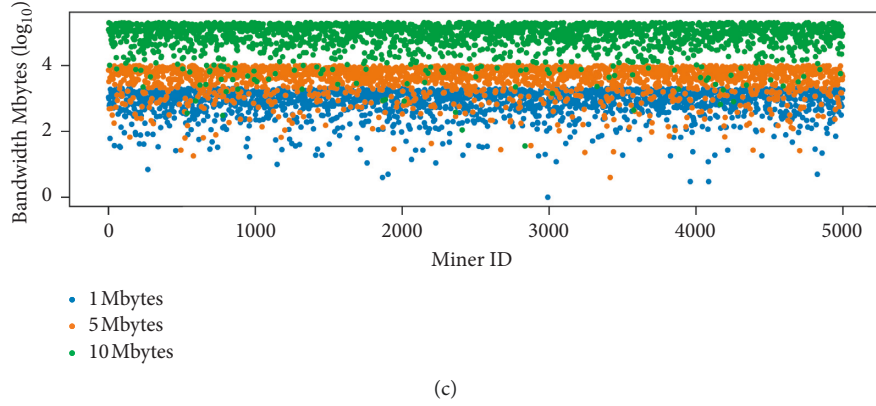 Bandwidth Mbytes (log10)
4
2
0
0
1000
2000
3000
4000
5000
Miner ID
1 Mbytes
5 Mbytes
10 Mbytes
(c)